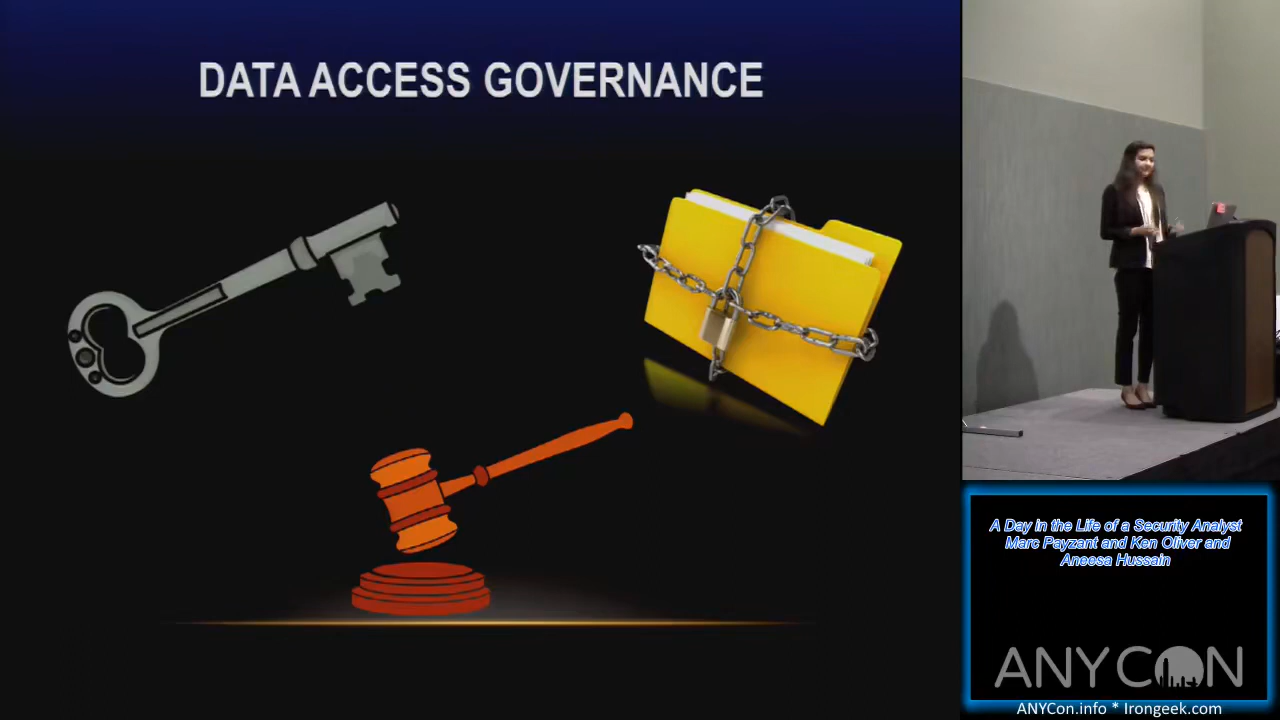 DATA ACCESS GOVERNANCE
A Day in the Life of a Security Analyst
Marc Payzant and Ken Oliver and
Aneesa Hussain
ANYCON
ANYCon.info * Irongeek.com